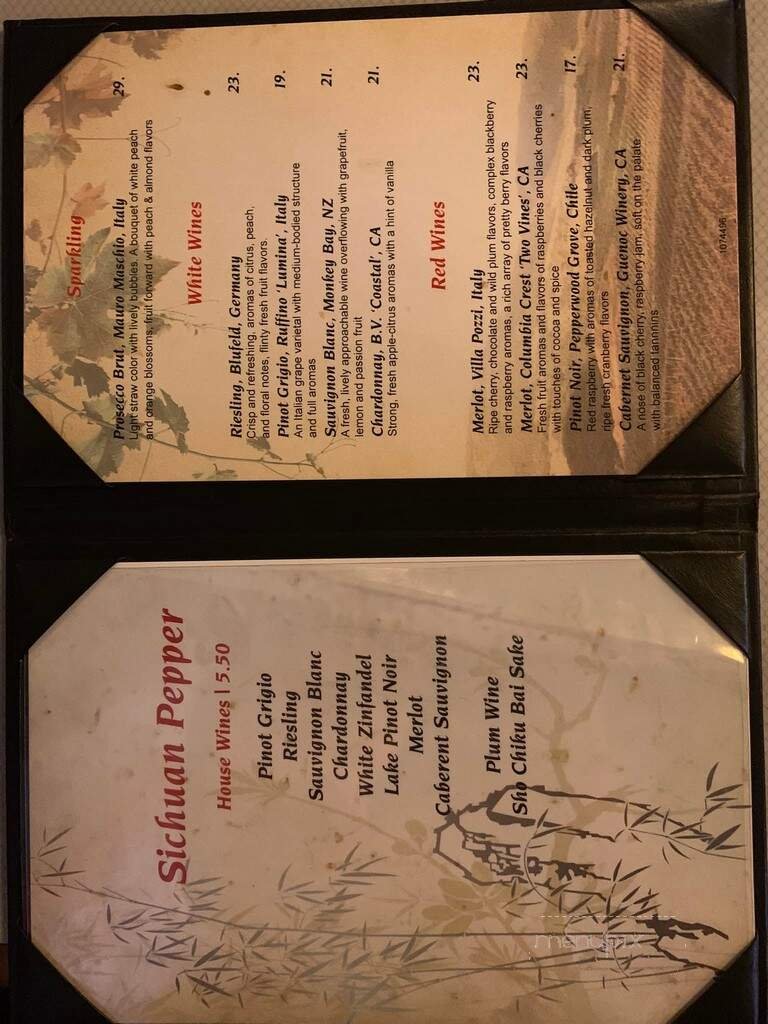 Sichuan Pepper
House Wines | 5.50
Pinot Grigio
Riesling
Sauvignon Blanc
Chardonnay
White Zinfandel
Lake Pinot Noir
Merlot
Caberent Sauvignon
Plum Wine
Sho Chiku Bai Sake
menupix
Sparkling
Prosecco Brut, Mauro Maschio, Italy 29.
Light straw color with lively bubbles. A bouquet of white peach
and orange blossoms, fruit forward with peach & almond flavors
White Wines
Riesling, Blufeld, Germany 23.
Crisp and refreshing, aromas of citrus, peach,
and floral notes, flinty fresh fruit flavors.
Pinot Grigio, Ruffino 'Lumina', Italy 19.
An Italian grape varietal with medium-bodied structure
and full aromas
Sauvignon Blanc, Monkey Bay, NZ 21.
A fresh, lively approachable wine overflowing with grapefruit,
lemon and passion fruit
Chardonnay, B.V. 'Coastal', CA 21.
Strong, fresh apple-citrus aromas with a hint of vanilla
Red Wines
Merlot, Villa Pozzi, Italy 23.
Ripe cherry, chocolate and wild plum flavors, complex blackberry
and raspberry aromas, a rich array of pretty berry flavors
Merlot, Columbia Crest 'Two Vines', CA 23.
Fresh fruit aromas and flavors of raspberries and black cherries
with touches of cocoa and spice
Pinot Noir, Pepperwood Grove, Chile 17.
Red raspberry with aromas of toasted hazelnut and dark plum,
ripe fresh cranberry flavors
Cabernet Sauvignon, Guenoc Winery, CA 21.
A nose of black cherry, raspberry jam, soft on the palate
with balanced tannnins
1074496